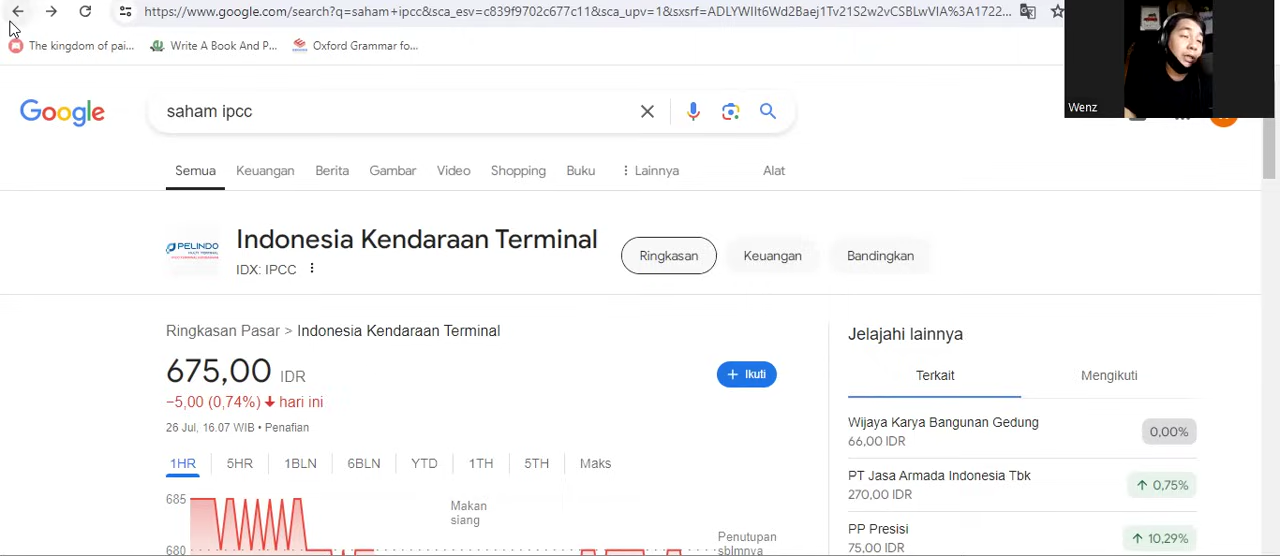 https://www.google.com/search?q=saham+ipcc&sca_esv=c839f9702c677c11&sca_upv=1&sxsrf=ADLYWIIt6Wd2Baej1Tv21S2w2vCSBLwVIA%3A1722...
The kingdom of pai... Write A Book And P... Oxford Grammar fo...
Wenz
Google saham ipcc
Semua Keuangan Berita Gambar Video Shopping Buku Lainnya Alat
PELINDO
Indonesia Kendaraan Terminal
IDX: IPCC
Ringkasan Keuangan Bandingkan
Ringkasan Pasar > Indonesia Kendaraan Terminal
675,00 IDR
+ Ikuti
−5,00 (0,74%) hari ini
26 Jul, 16.07 WIB • Penafian
1HR 5HR 1BLN 6BLN YTD 1TH 5TH Maks
685
680
Makan
siang
Penutupan
sblmnya
Jelajahi lainnya
Terkait Mengikuti
Wijaya Karya Bangunan Gedung
66,00 IDR
0,00%
PT Jasa Armada Indonesia Tbk
270,00 IDR
0,75%
PP Presisi
75,00 IDR
10,29%